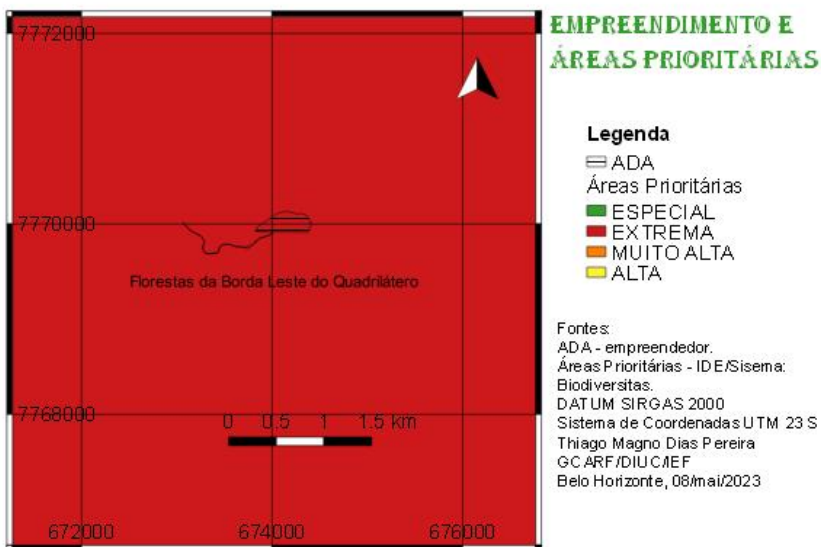 EMPREENDIMENTO E
ÁREAS PRIORITÁRIAS
7772000
7770000
Florestas da Borda Leste do Quadrilátero
7768000
0 0.5 1 1.5 km
672000 674000 676000
Legenda
ADA
Áreas Prioritárias
ESPECIAL
EXTREMA
MUITO ALTA
ALTA
Fontes:
ADA - empreendedor.
Áreas Prioritárias - IDE/Sisema:
Biodiversitas.
DATUM SIRGAS 2000
Sistema de Coordenadas UTM 23 S
Thiago Magno Dias Pereira
GCARF/DIUC/IEF
Belo Horizonte, 08/mai/2023